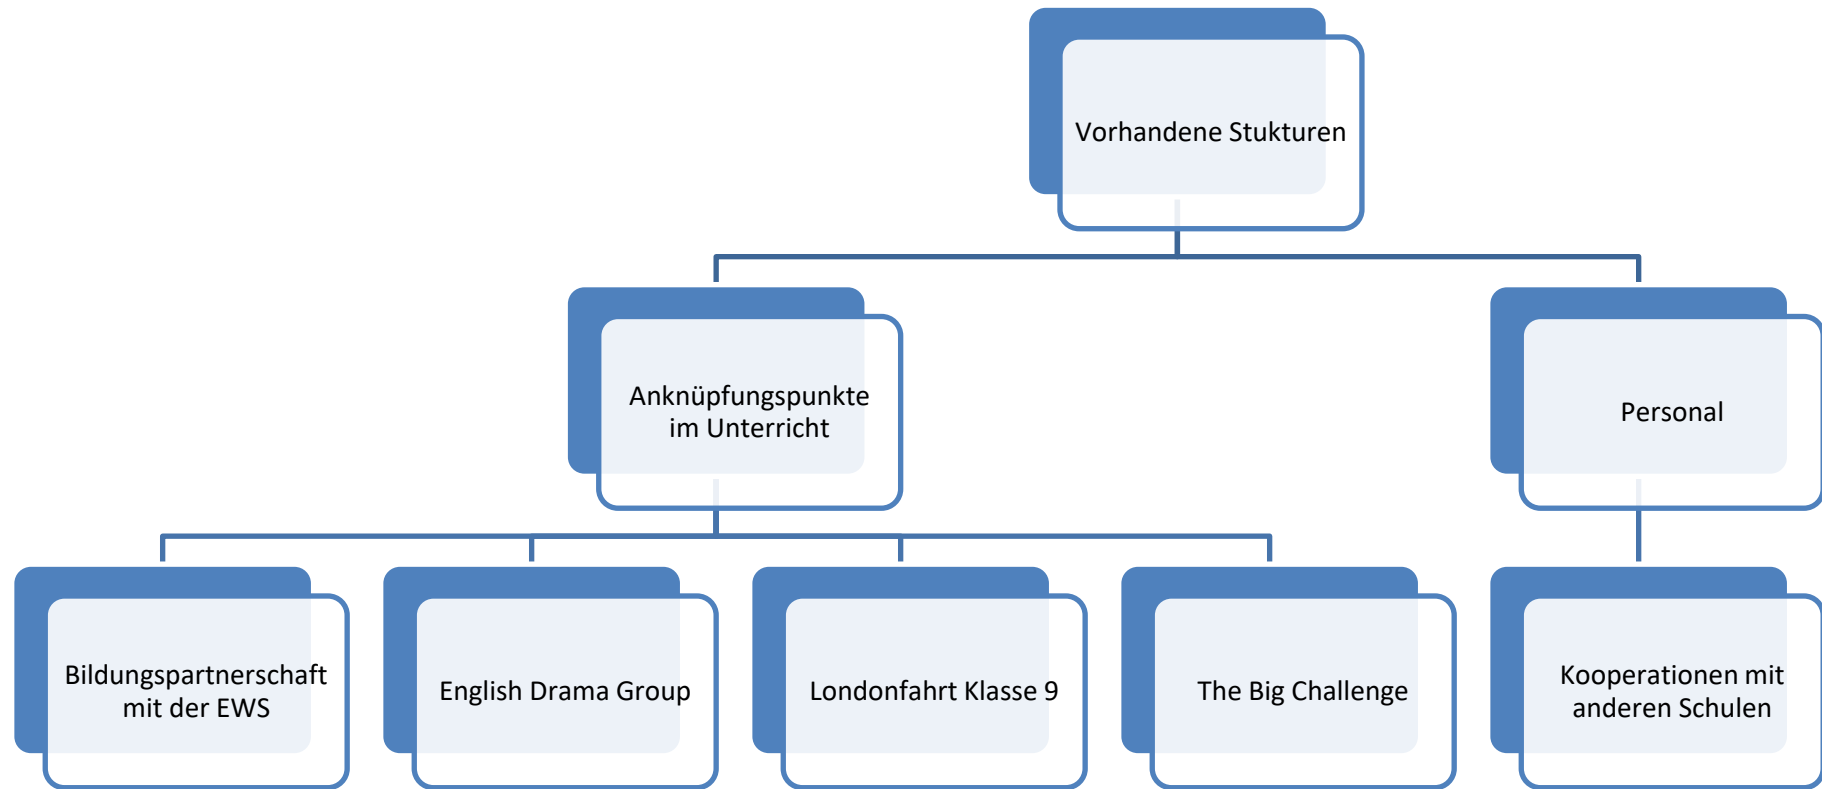 Vorhandene Stukturen
Anknüpfungspunkte
im Unterricht
Personal
Bildungspartnerschaft
mit der EWS
English Drama Group
Londonfahrt Klasse 9
The Big Challenge
Kooperationen mit
anderen Schulen